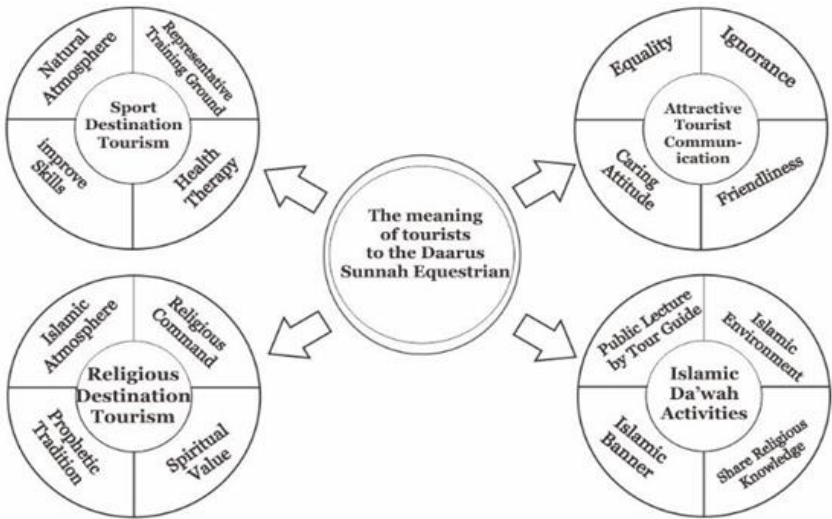 Natural
Atmosphere
Representative
Training Ground
Sport
Destination
Tourism
improve
Skills
Health
Therapy
Equality
Ignorance
Attractive
Tourist
Commun-
ication
Caring
Attitude
Friendliness
The meaning
of tourists
to the Daarus
Sunnah Equestrian
Islamic
Atmosphere
Religious
Command
Religious
Destination
Tourism
Prophetic
Tradition
Spiritual
Value
Public Lecture
by Tour Guide
Islamic
Environment
Islamic
Da'wah
Activities
Islamic
Banner
Share Religious
Knowledge